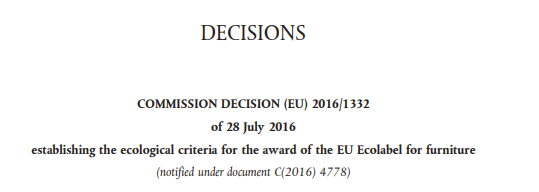 DECISIONS
COMMISSION DECISION (EU) 2016/1332
of 28 July 2016
establishing the ecological criteria for the award of the EU Ecolabel for furniture
(notified under document C(2016) 4778)